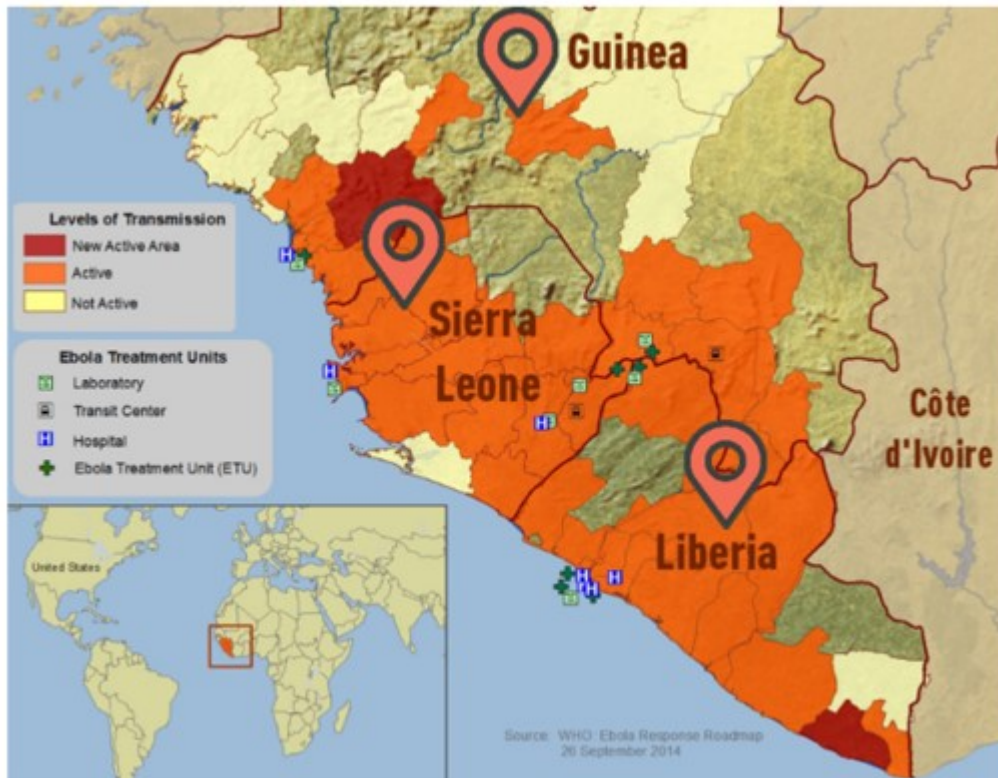 Guinea
Levels of Transmission
New Active Area
Active
Not Active
Sierra
Leone
Ebola Treatment Units
Laboratory
Transit Center
Hospital
Ebola Treatment Unit (ETU)
Côte
d'Ivoire
Liberia
United States
Source: WHO: Ebola Response Roadmap
26 September 2014
H
H
H
H
H
H
H